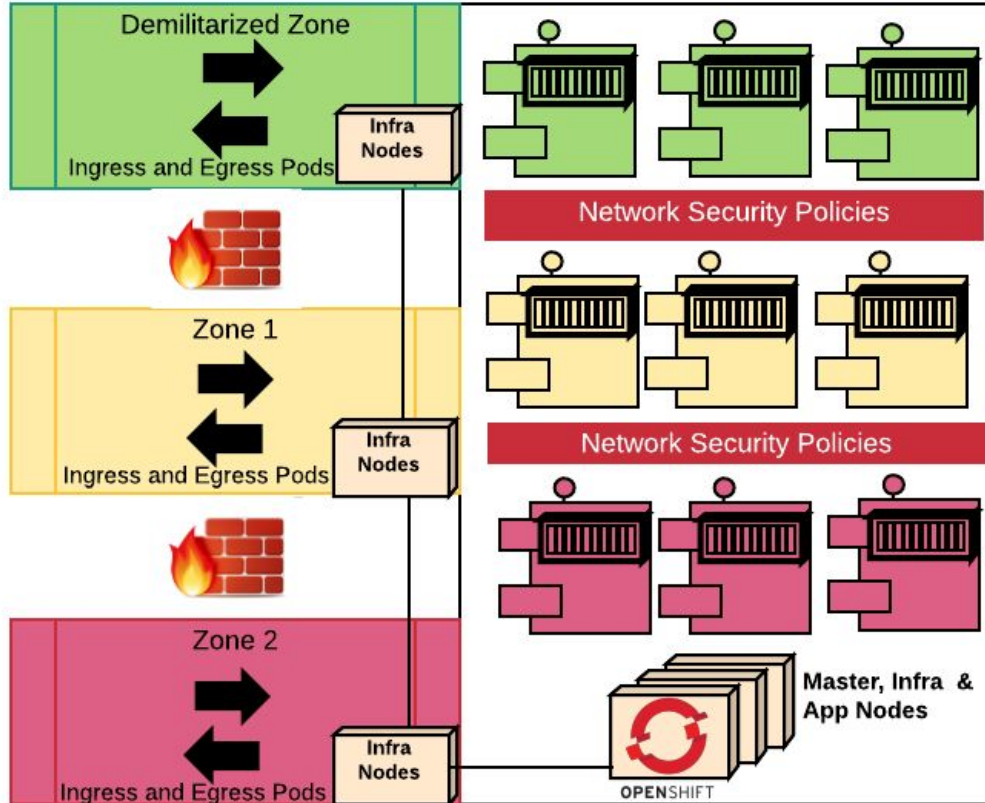 Demilitarized Zone
Infra
Nodes
Ingress and Egress Pods
Network Security Policies
Zone 1
Infra
Nodes
Ingress and Egress Pods
Network Security Policies
Zone 2
Infra
Nodes
Ingress and Egress Pods
Master, Infra &
App Nodes
OPENSHIFT